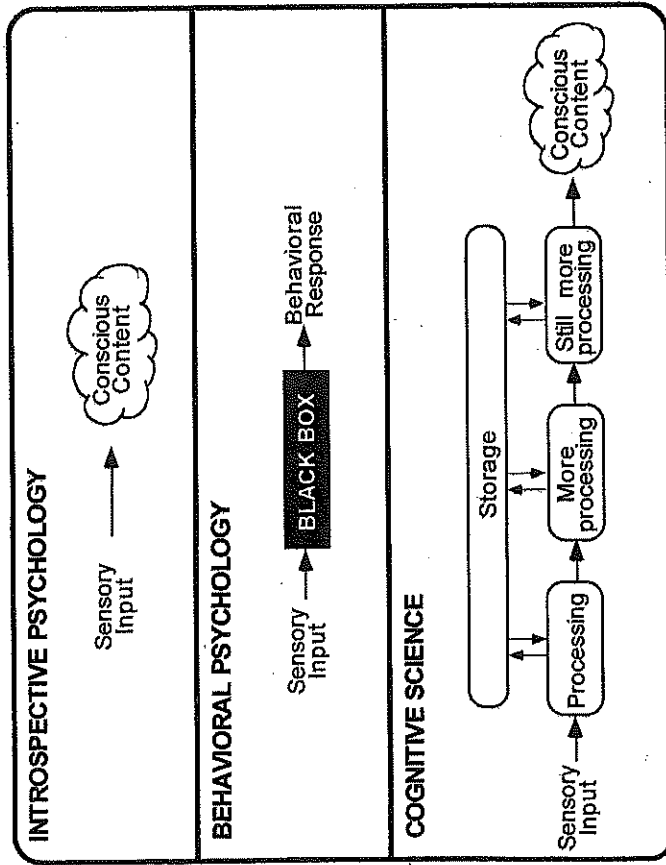 INTROSPECTIVE PSYCHOLOGY
Sensory
Input
Conscious
Content
BEHAVIORAL PSYCHOLOGY
Sensory
Input
BLACK BOX
Behavioral
Response
COGNITIVE SCIENCE
Storage
Sensory
Input
Processing
More
processing
Still more
processing
Conscious
Content